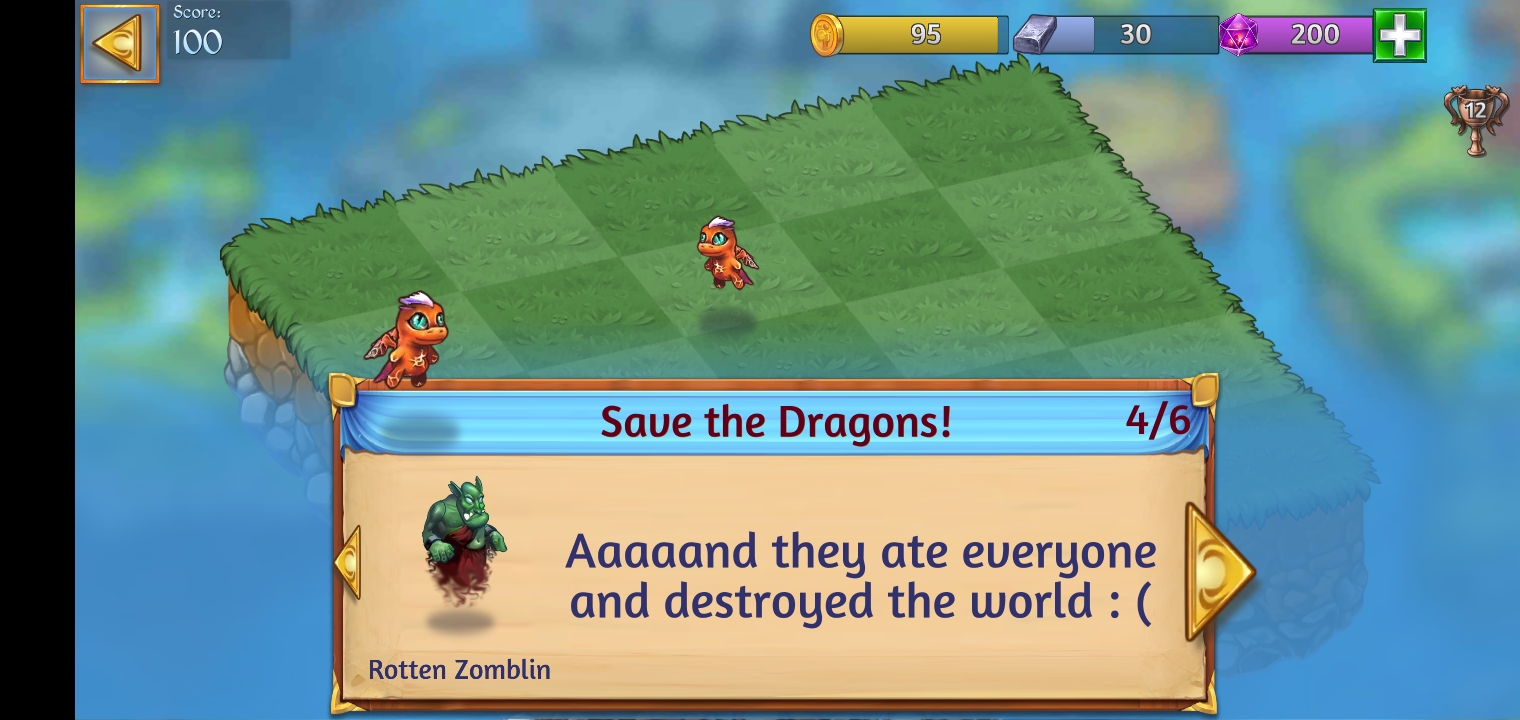 Score:
100
95
30
200
12
Save the Dragons!
4/6
Aaaaand they ate everyone
and destroyed the world : (
Rotten Zomblin